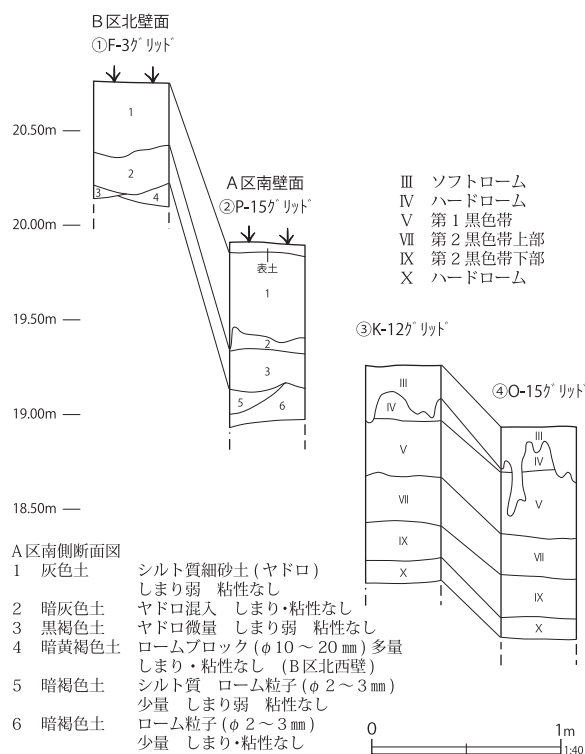 B区北壁面
①F-3グリッド
20.50m
20.00m
19.50m
19.00m
18.50m
1
2
3
4
A区南壁面
②P-15グリッド
表土
1
2
3
5
6
Ⅲ ソフトローム
Ⅳ ハードローム
Ⅴ 第1黒色帯
Ⅶ 第2黒色帯上部
Ⅸ 第2黒色帯下部
Ⅹ ハードローム
③K-12グリッド
Ⅲ
Ⅳ
Ⅴ
Ⅶ
Ⅸ
Ⅹ
④O-15グリッド
Ⅲ
Ⅳ
Ⅴ
Ⅶ
Ⅸ
Ⅹ
A区南側断面図
1 灰色土 シルト質細砂土(ヤドロ)
しまり弱 粘性なし
2 暗灰色土 ヤドロ混入 しまり・粘性なし
3 黒褐色土 ヤドロ微量 しまり弱 粘性なし
4 暗黄褐色土 ロームブロック(φ10～20㎜)多量
しまり・粘性なし (B区北西壁)
5 暗褐色土 シルト質 ローム粒子(φ2～3㎜)
少量 しまり弱 粘性なし
6 暗褐色土 ローム粒子(φ2～3㎜)
少量 しまり・粘性なし
0 1m
1:40